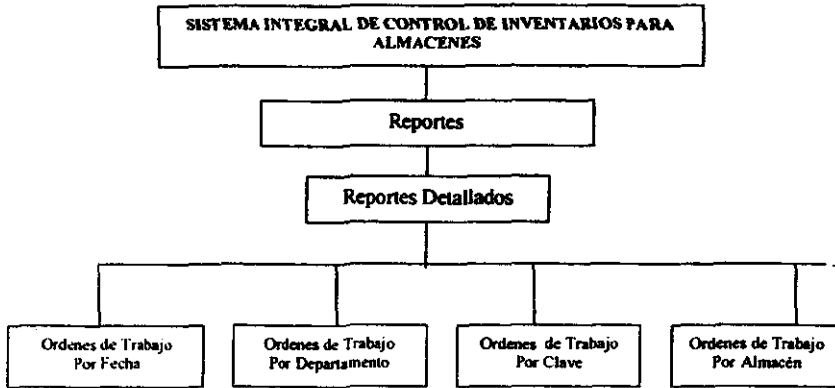 SISTEMA INTEGRAL DE CONTROL DE INVENTARIOS PARA
ALMACENES
Reportes
Reportes Detallados
Ordenes de Trabajo
Por Fecha
Ordenes de Trabajo
Por Departamento
Ordenes de Trabajo
Por Clave
Ordenes de Trabajo
Por Almacén